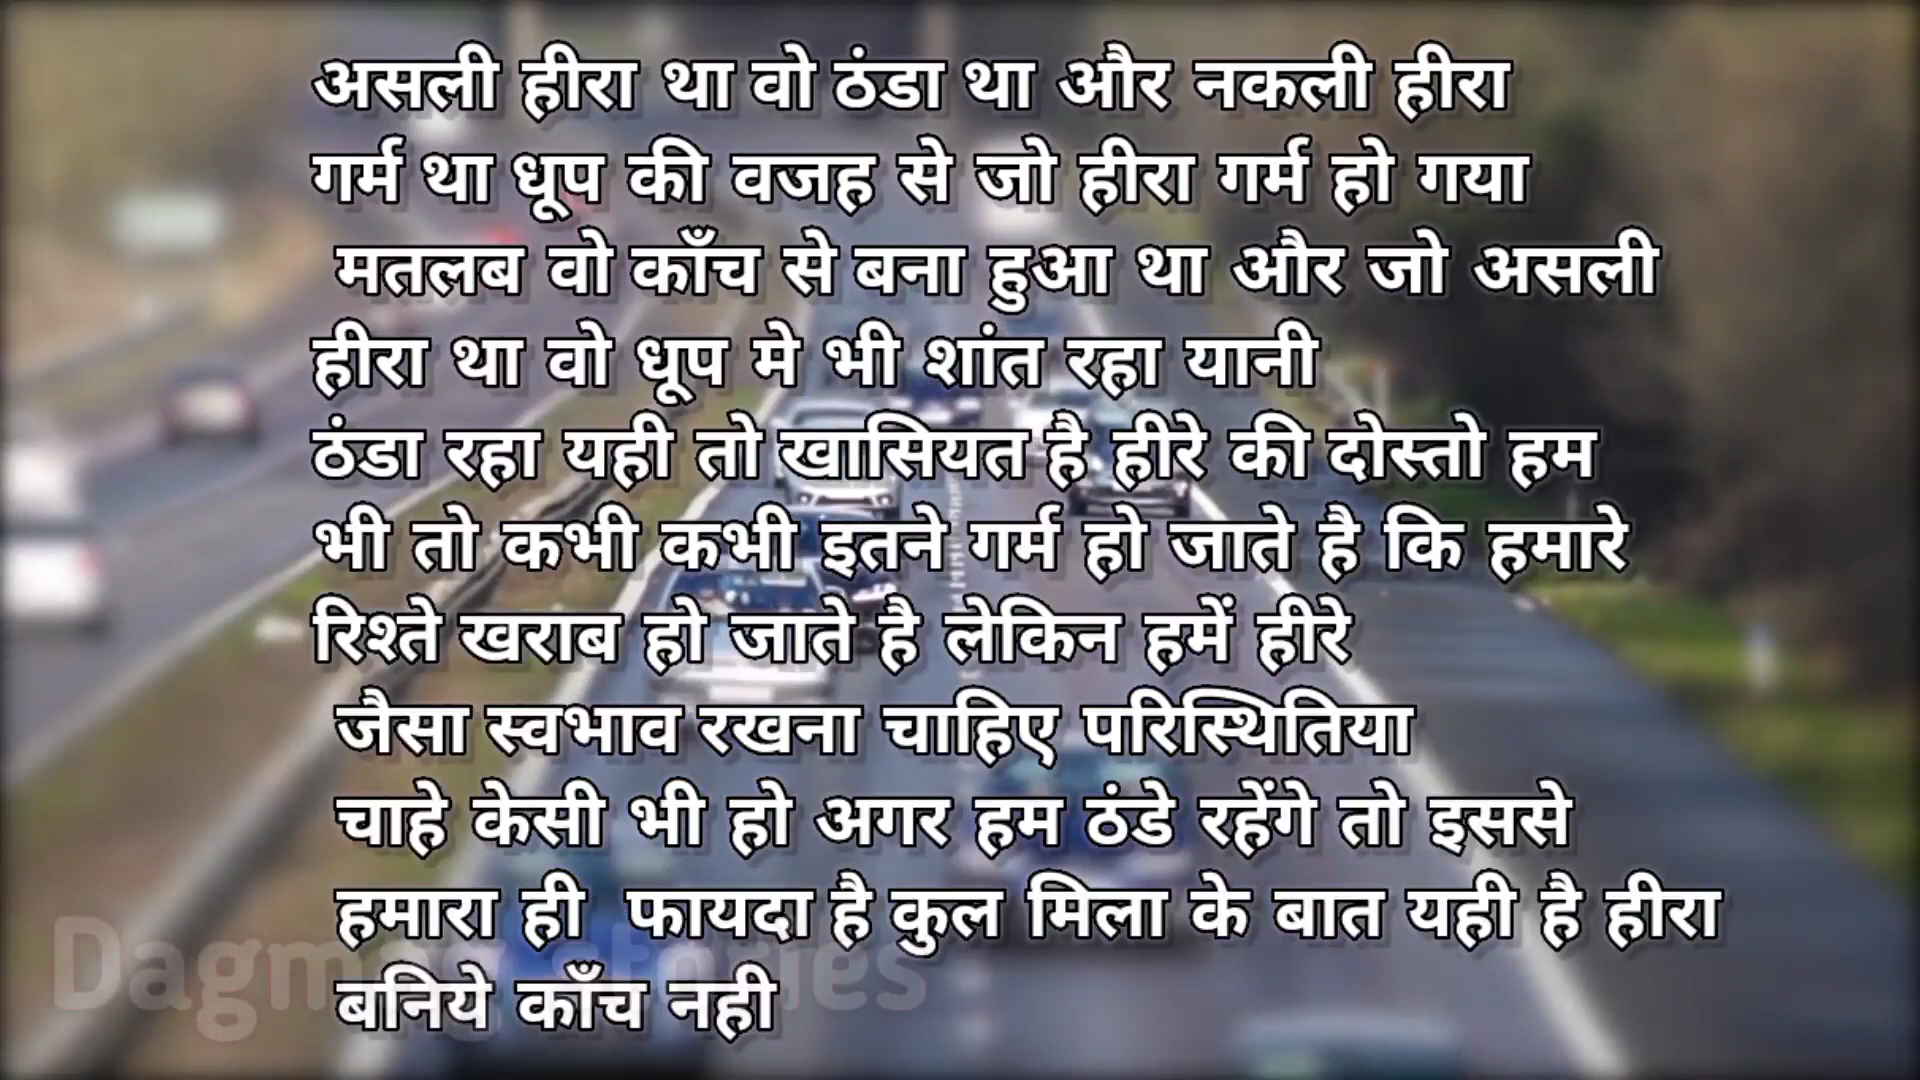 असली हीरा था वो ठंडा था और नकली हीरा
गर्म था धूप की वजह से जो हीरा गर्म हो गया
मतलब वो काँच से बना हुआ था और जो असली
हीरा था वो धूप मे भी शांत रहा यानी
ठंडा रहा यही तो खासियत है हीरे की दोस्तो हम
भी तो कभी कभी इतने गर्म हो जाते है कि हमारे
रिश्ते खराब हो जाते है लेकिन हमें हीरे
जैसा स्वभाव रखना चाहिए परिस्थितिया
चाहे केसी भी हो अगर हम ठंडे रहेंगे तो इससे
हमारा ही फायदा है कुल मिला के बात यही है हीरा
बनिये काँच नही
stories